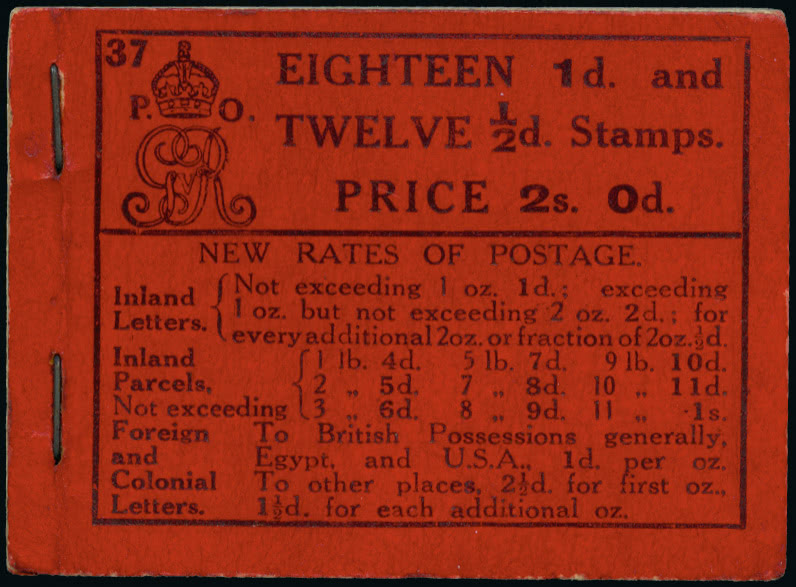 37
P. O.
GvR
EIGHTEEN 1d. and
TWELVE ½d. Stamps.
PRICE 2s. 0d.
NEW RATES OF POSTAGE.
Inland Letters. { Not exceeding 1 oz. 1d.; exceeding
1 oz. but not exceeding 2 oz. 2d.; for
every additional 2oz. or fraction of 2oz. ½d.
Inland { 1 lb. 4d. 5 lb. 7d. 9 lb. 10d.
Parcels, 2 „ 5d. 7 „ 8d. 10 „ 11d.
Not exceeding 3 „ 6d. 8 „ 9d. 11 „ 1s.
Foreign To British Possessions generally,
and Egypt, and U.S.A., 1d. per oz.
Colonial To other places, 2½d. for first oz.,
Letters. 1½d. for each additional oz.